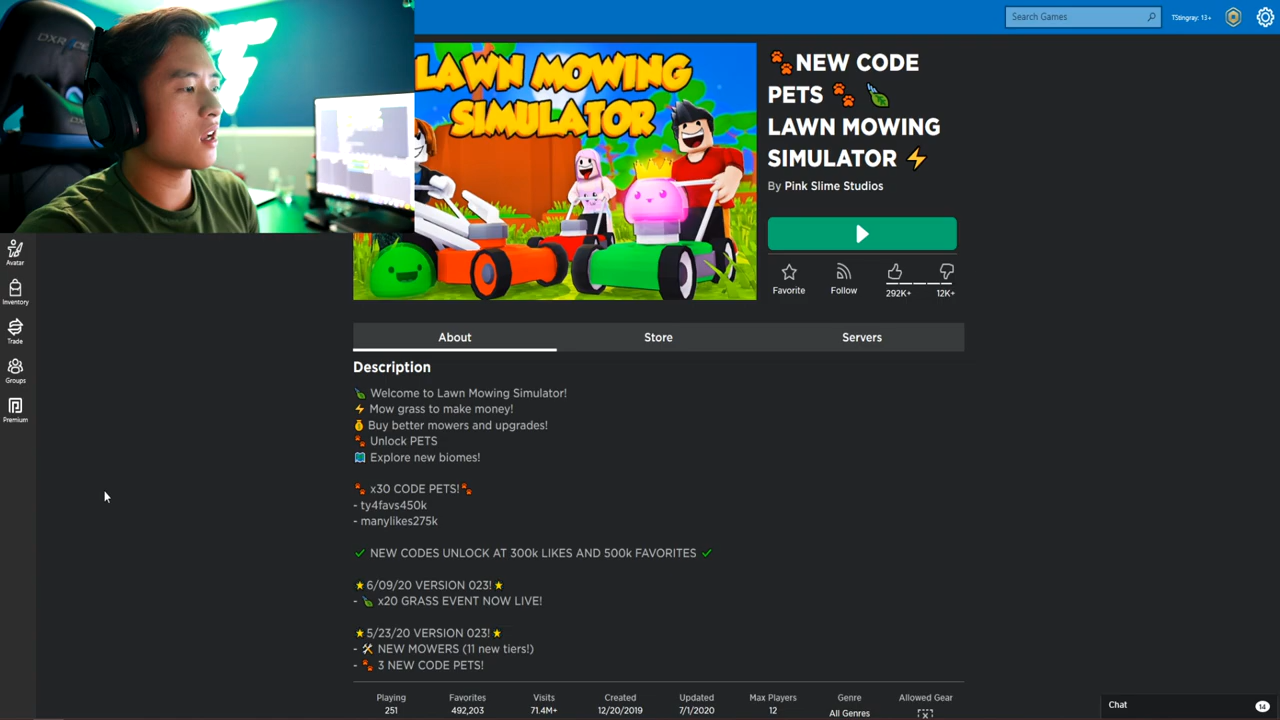 DXRACER
Search Games
TStingray: 13+
LAWN MOWING
SIMULATOR
🐾NEW CODE
PETS 🐾 🍃
LAWN MOWING
SIMULATOR ⚡
By Pink Slime Studios
Favorite
Follow
292K+
12K+
Avatar
Inventory
Trade
Groups
Premium
About
Store
Servers
Description
🍃 Welcome to Lawn Mowing Simulator!
⚡ Mow grass to make money!
💰 Buy better mowers and upgrades!
🐾 Unlock PETS
🗺 Explore new biomes!
🐾 x30 CODE PETS!🐾
- ty4favs450k
- manylikes275k
✓ NEW CODES UNLOCK AT 300k LIKES AND 500k FAVORITES ✓
⭐6/09/20 VERSION 023!⭐
- 🍃 x20 GRASS EVENT NOW LIVE!
⭐5/23/20 VERSION 023!⭐
- 🛠 NEW MOWERS (11 new tiers!)
- 🐾 3 NEW CODE PETS!
Playing
251
Favorites
492,203
Visits
71.4M+
Created
12/20/2019
Updated
7/1/2020
Max Players
12
Genre
All Genres
Allowed Gear
Chat
14